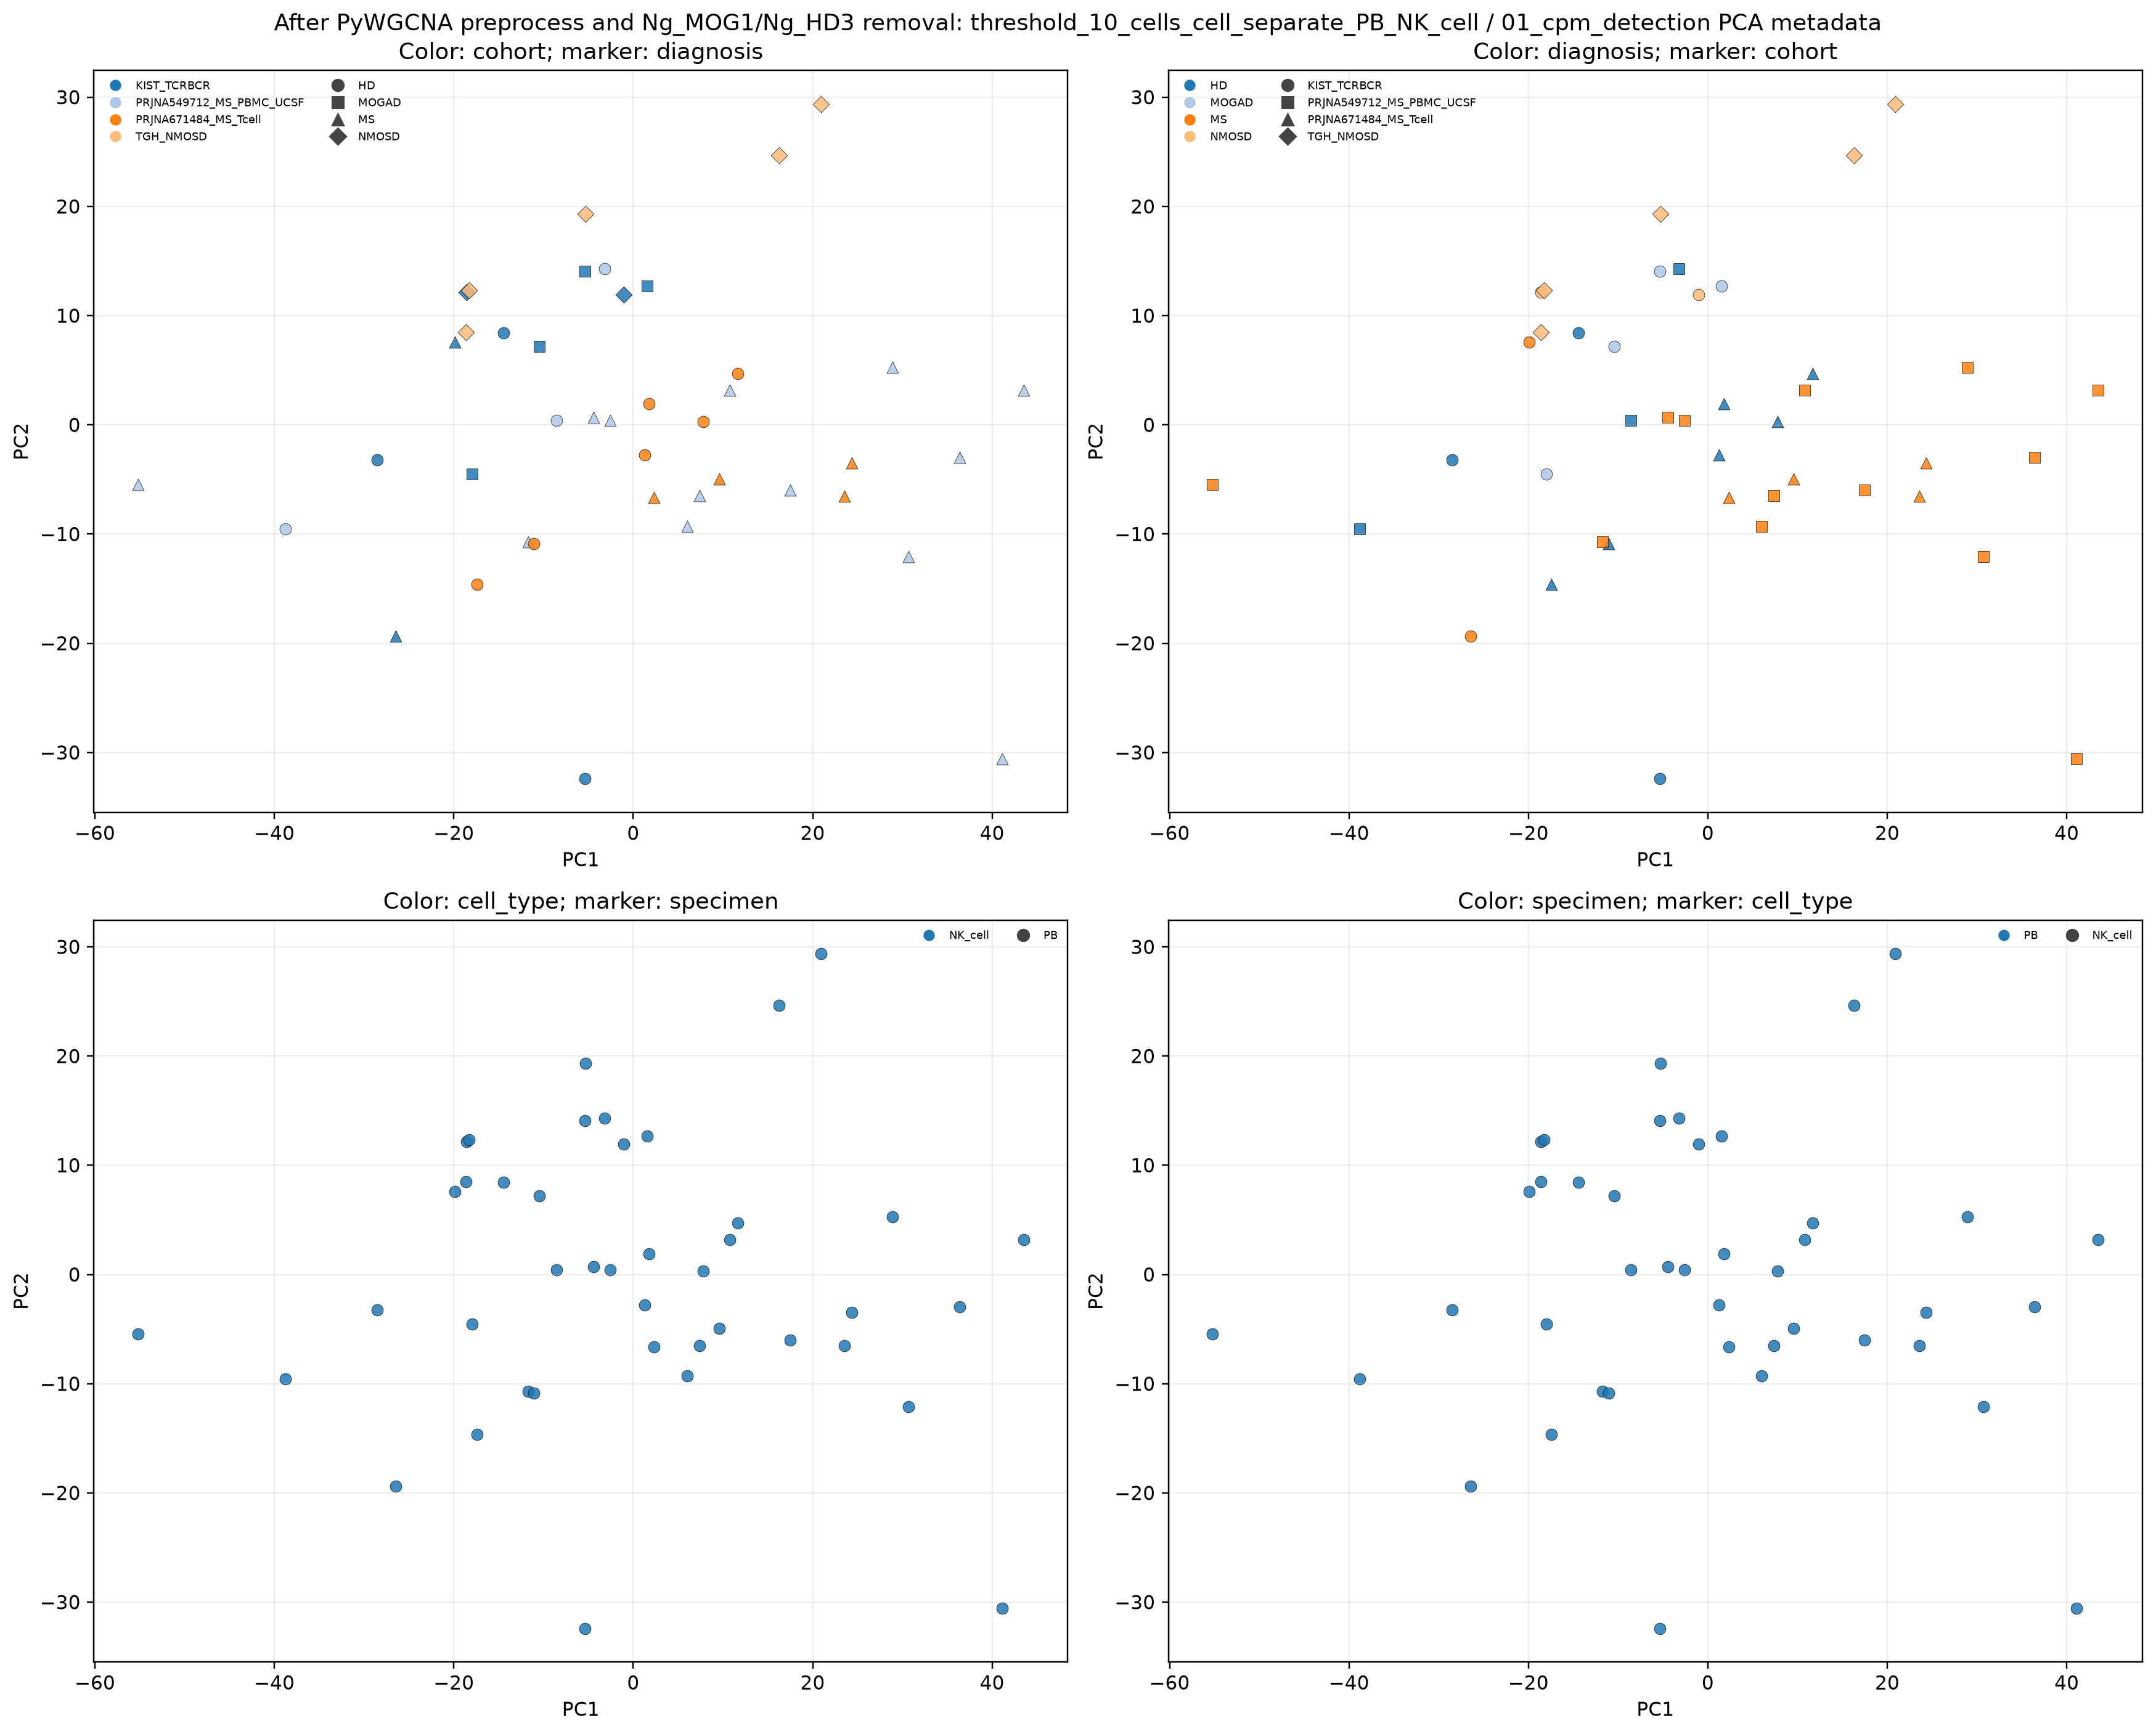 After PyWGCNA preprocess and Ng_MOG1/Ng_HD3 removal: threshold_10_cells_cell_separate_PB_NK_cell / 01_cpm_detection PCA metadata
Color: cohort; marker: diagnosis
KIST_TCRBCR HD
PRJNA549712_MS_PBMC_UCSF MOGAD
PRJNA671484_MS_Tcell MS
TGH_NMOSD NMOSD
30
20
10
0
−10
−20
−30
PC2
−60 −40 −20 0 20 40
PC1
Color: diagnosis; marker: cohort
HD KIST_TCRBCR
MOGAD PRJNA549712_MS_PBMC_UCSF
MS PRJNA671484_MS_Tcell
NMOSD TGH_NMOSD
30
20
10
0
−10
−20
−30
PC2
−60 −40 −20 0 20 40
PC1
Color: cell_type; marker: specimen
NK_cell PB
30
20
10
0
−10
−20
−30
PC2
−60 −40 −20 0 20 40
PC1
Color: specimen; marker: cell_type
PB NK_cell
30
20
10
0
−10
−20
−30
PC2
−60 −40 −20 0 20 40
PC1